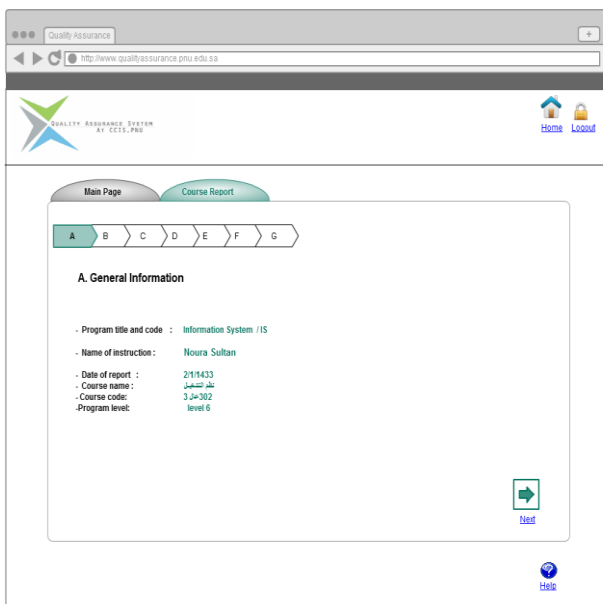 Quality Assurance
+
http://www.qualityassurance.pnu.edu.sa
QUALITY ASSURANCE SYSTEM
AT CCIS,PNU
Home Logout
Main Page Course Report
A B C D E F G
A. General Information
- Program title and code : Information System / IS
- Name of instruction : Noura Sultan
- Date of report : 2/1/1433
- Course name : نظم التشغيل
- Course code: 302عال 3
-Program level: level 6
Next
?
Help